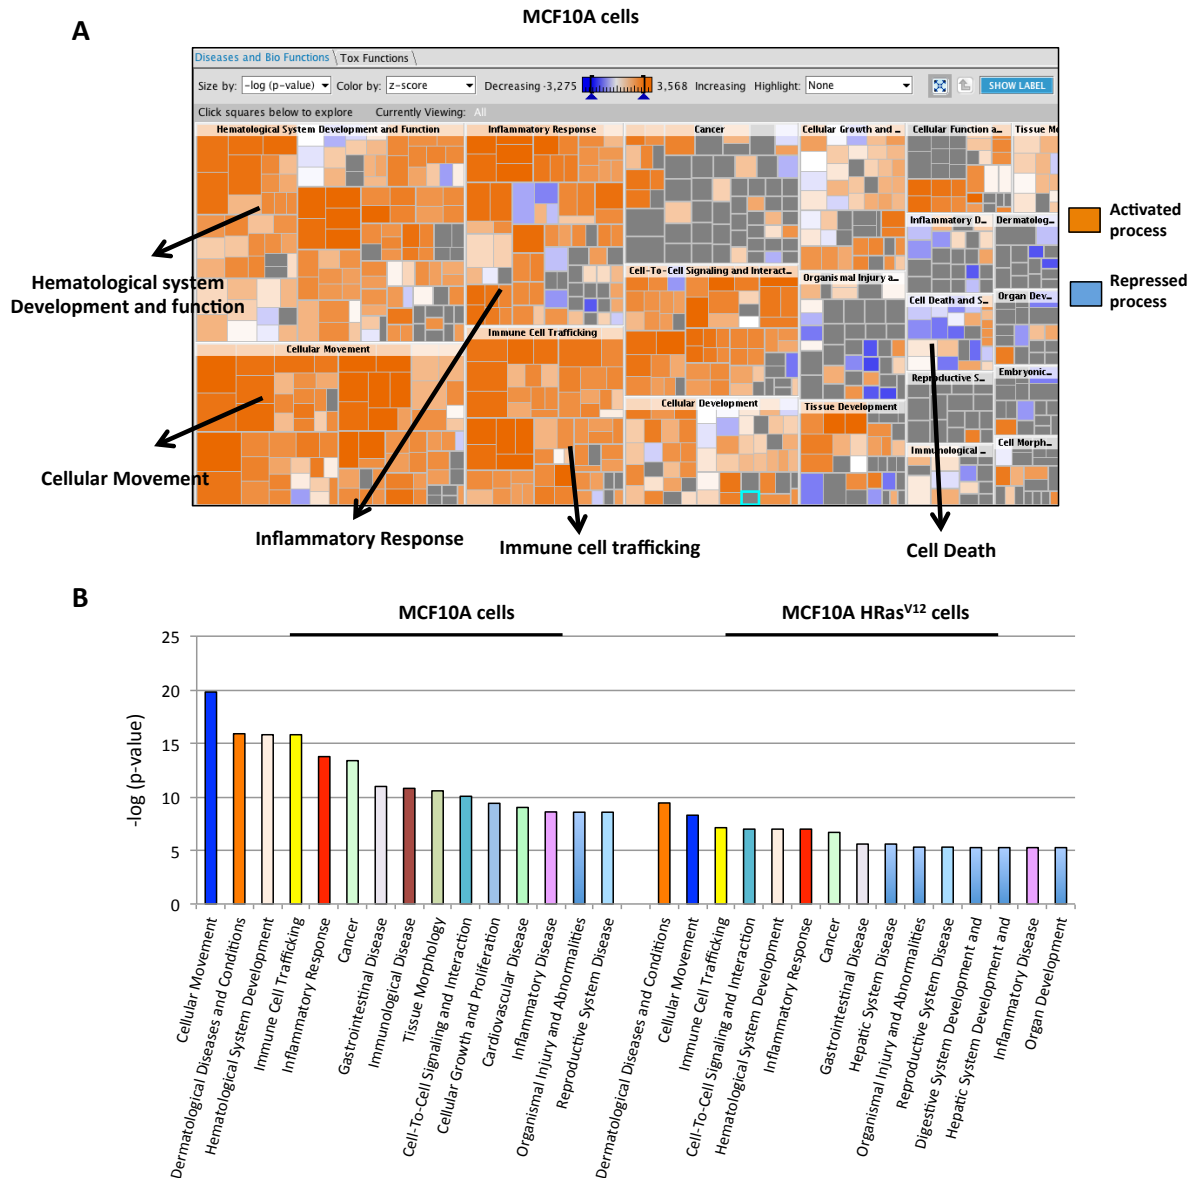 MCF10A cells
A
Diseases and Bio Functions \ Tox Functions \
Size by: -log (p-value) Color by: z-score Decreasing -3,275 3,568 Increasing Highlight: None SHOW LABEL
Click squares below to explore Currently Viewing: All
Hematological System Development and Function
Inflammatory Response
Cancer
Cellular Growth and ...
Cellular Function a...
Tissue Mo
Inflammatory D...
Dermatolog...
Cell-To-Cell Signaling and Interact...
Organismal Injury a...
Cell Death and S...
Organ Dev...
Immune Cell Trafficking
Cellular Movement
Reproductive S...
Embryonic...
Cellular Development
Tissue Development
Immunological ...
Cell Morph...
Activated
process
Repressed
process
Hematological system
Development and function
Cellular Movement
Inflammatory Response
Immune cell trafficking
Cell Death
B
MCF10A cells
MCF10A HRasV12 cells
-log (p-value)
25
20
15
10
5
0
Cellular Movement
Dermatological Diseases and Conditions
Hematological System Development
Immune Cell Trafficking
Inflammatory Response
Cancer
Gastrointestinal Disease
Immunological Disease
Tissue Morphology
Cell-To-Cell Signaling and Interaction
Cellular Growth and Proliferation
Cardiovascular Disease
Inflammatory Disease
Organismal Injury and Abnormalities
Reproductive System Disease
Dermatological Diseases and Conditions
Cellular Movement
Immune Cell Trafficking
Cell-To-Cell Signaling and Interaction
Hematological System Development
Inflammatory Response
Cancer
Gastrointestinal Disease
Hepatic System Disease
Organismal Injury and Abnormalities
Reproductive System Disease
Digestive System Development and
Hepatic System Development and
Inflammatory Disease
Organ Development